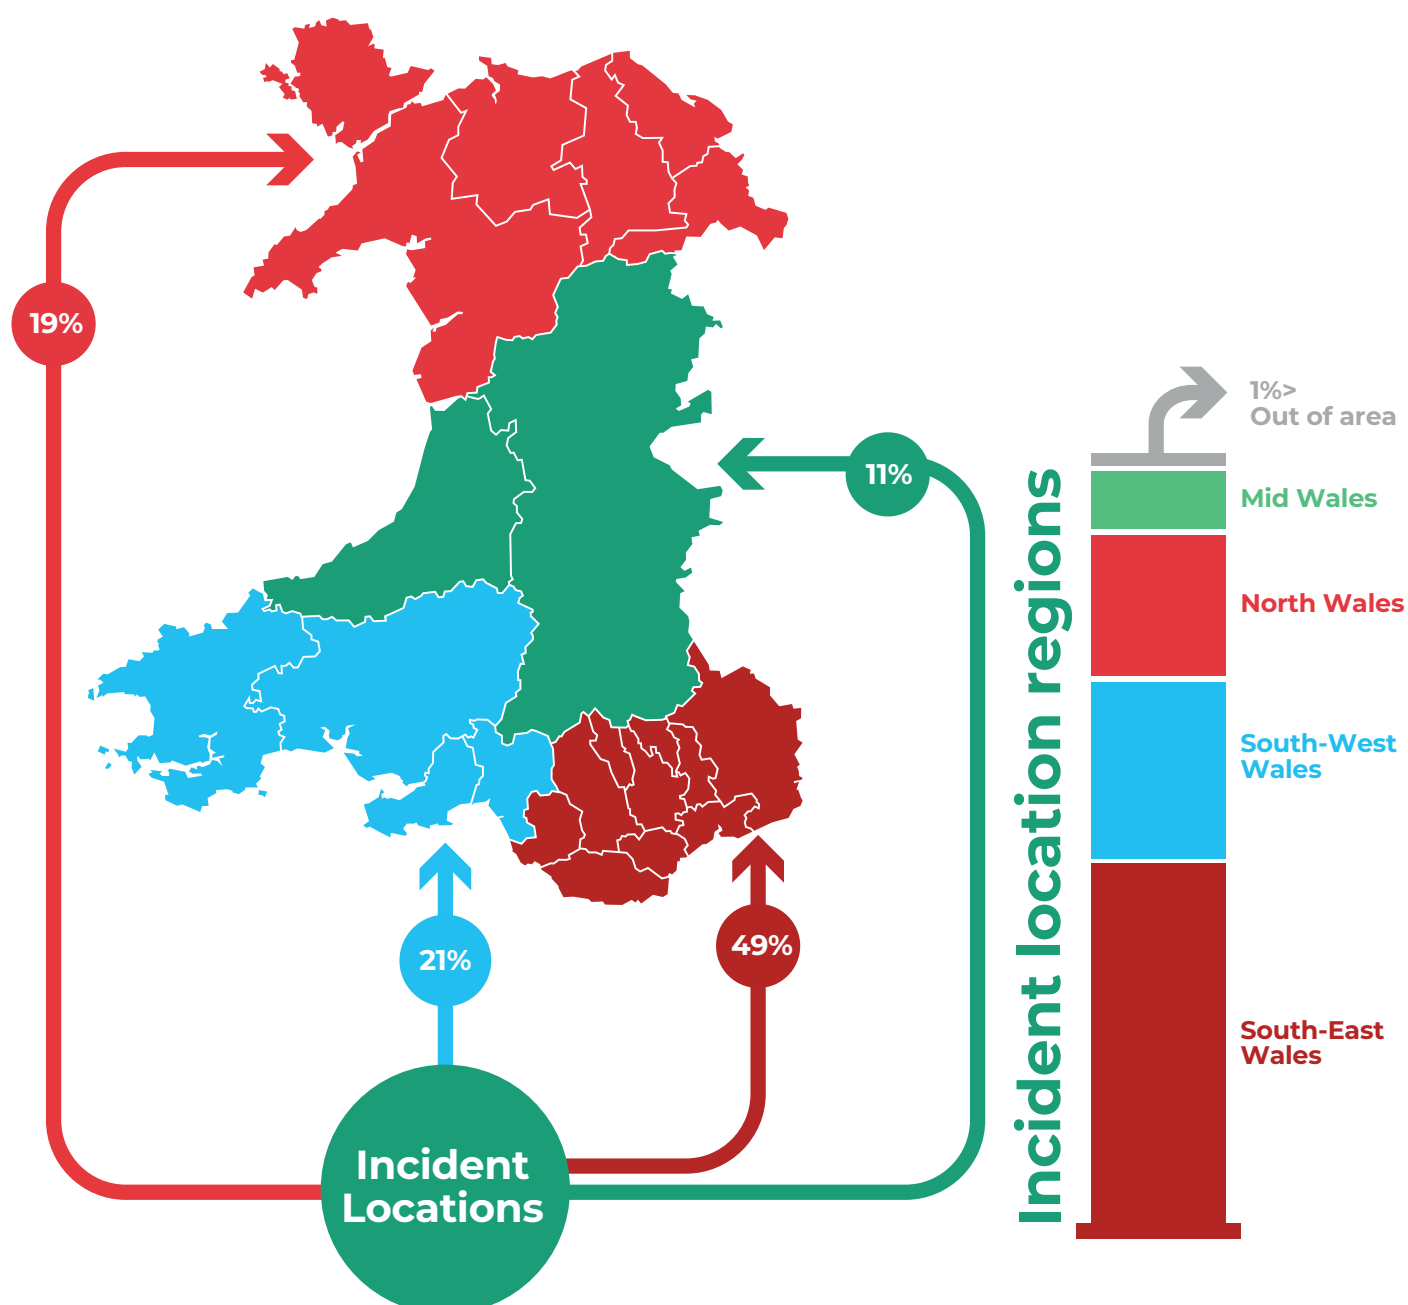 19%
11%
21%
49%
Incident
Locations
Incident location regions
1%>
Out of area
Mid Wales
North Wales
South-West
Wales
South-East
Wales